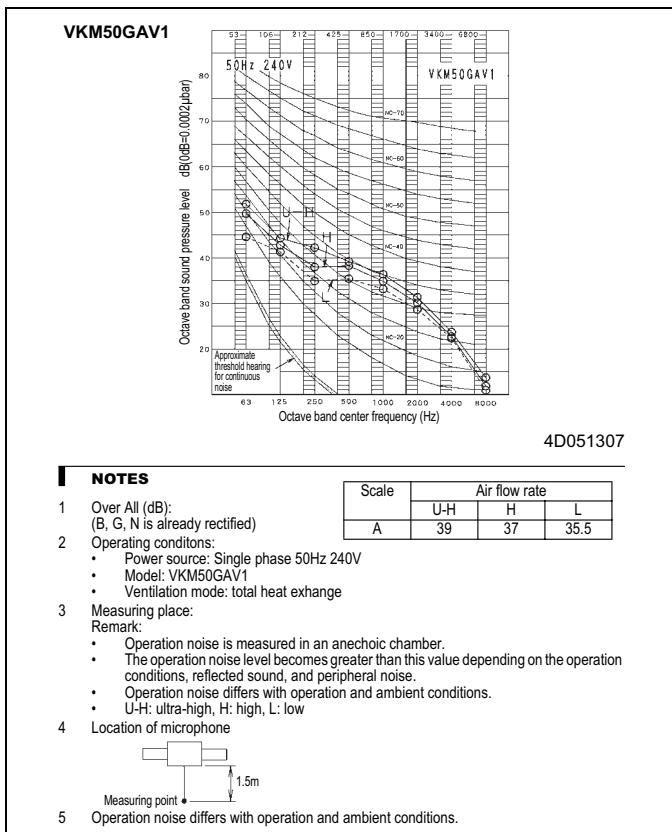 VKM50GAV1
53 106 212 425 850 1700 3400 6800
50Hz 240V
VKM50GAV1
Octave band sound pressure level dB(0dB=0.0002µbar)
80
70
60
50
40
30
20
NC-70
NC-60
NC-50
NC-40
NC-20
U-H
H
L
Approximate
threshold hearing
for continuous
noise
63 125 250 500 1000 2000 4000 8000
Octave band center frequency (Hz)
4D051307
NOTES
1 Over All (dB):
(B, G, N is already rectified)
Scale Air flow rate
U-H H L
A 39 37 35.5
2 Operating conditons:
• Power source: Single phase 50Hz 240V
• Model: VKM50GAV1
• Ventilation mode: total heat exhange
3 Measuring place:
Remark:
• Operation noise is measured in an anechoic chamber.
• The operation noise level becomes greater than this value depending on the operation
conditions, reflected sound, and peripheral noise.
• Operation noise differs with operation and ambient conditions.
• U-H: ultra-high, H: high, L: low
4 Location of microphone
1.5m
Measuring point
5 Operation noise differs with operation and ambient conditions.